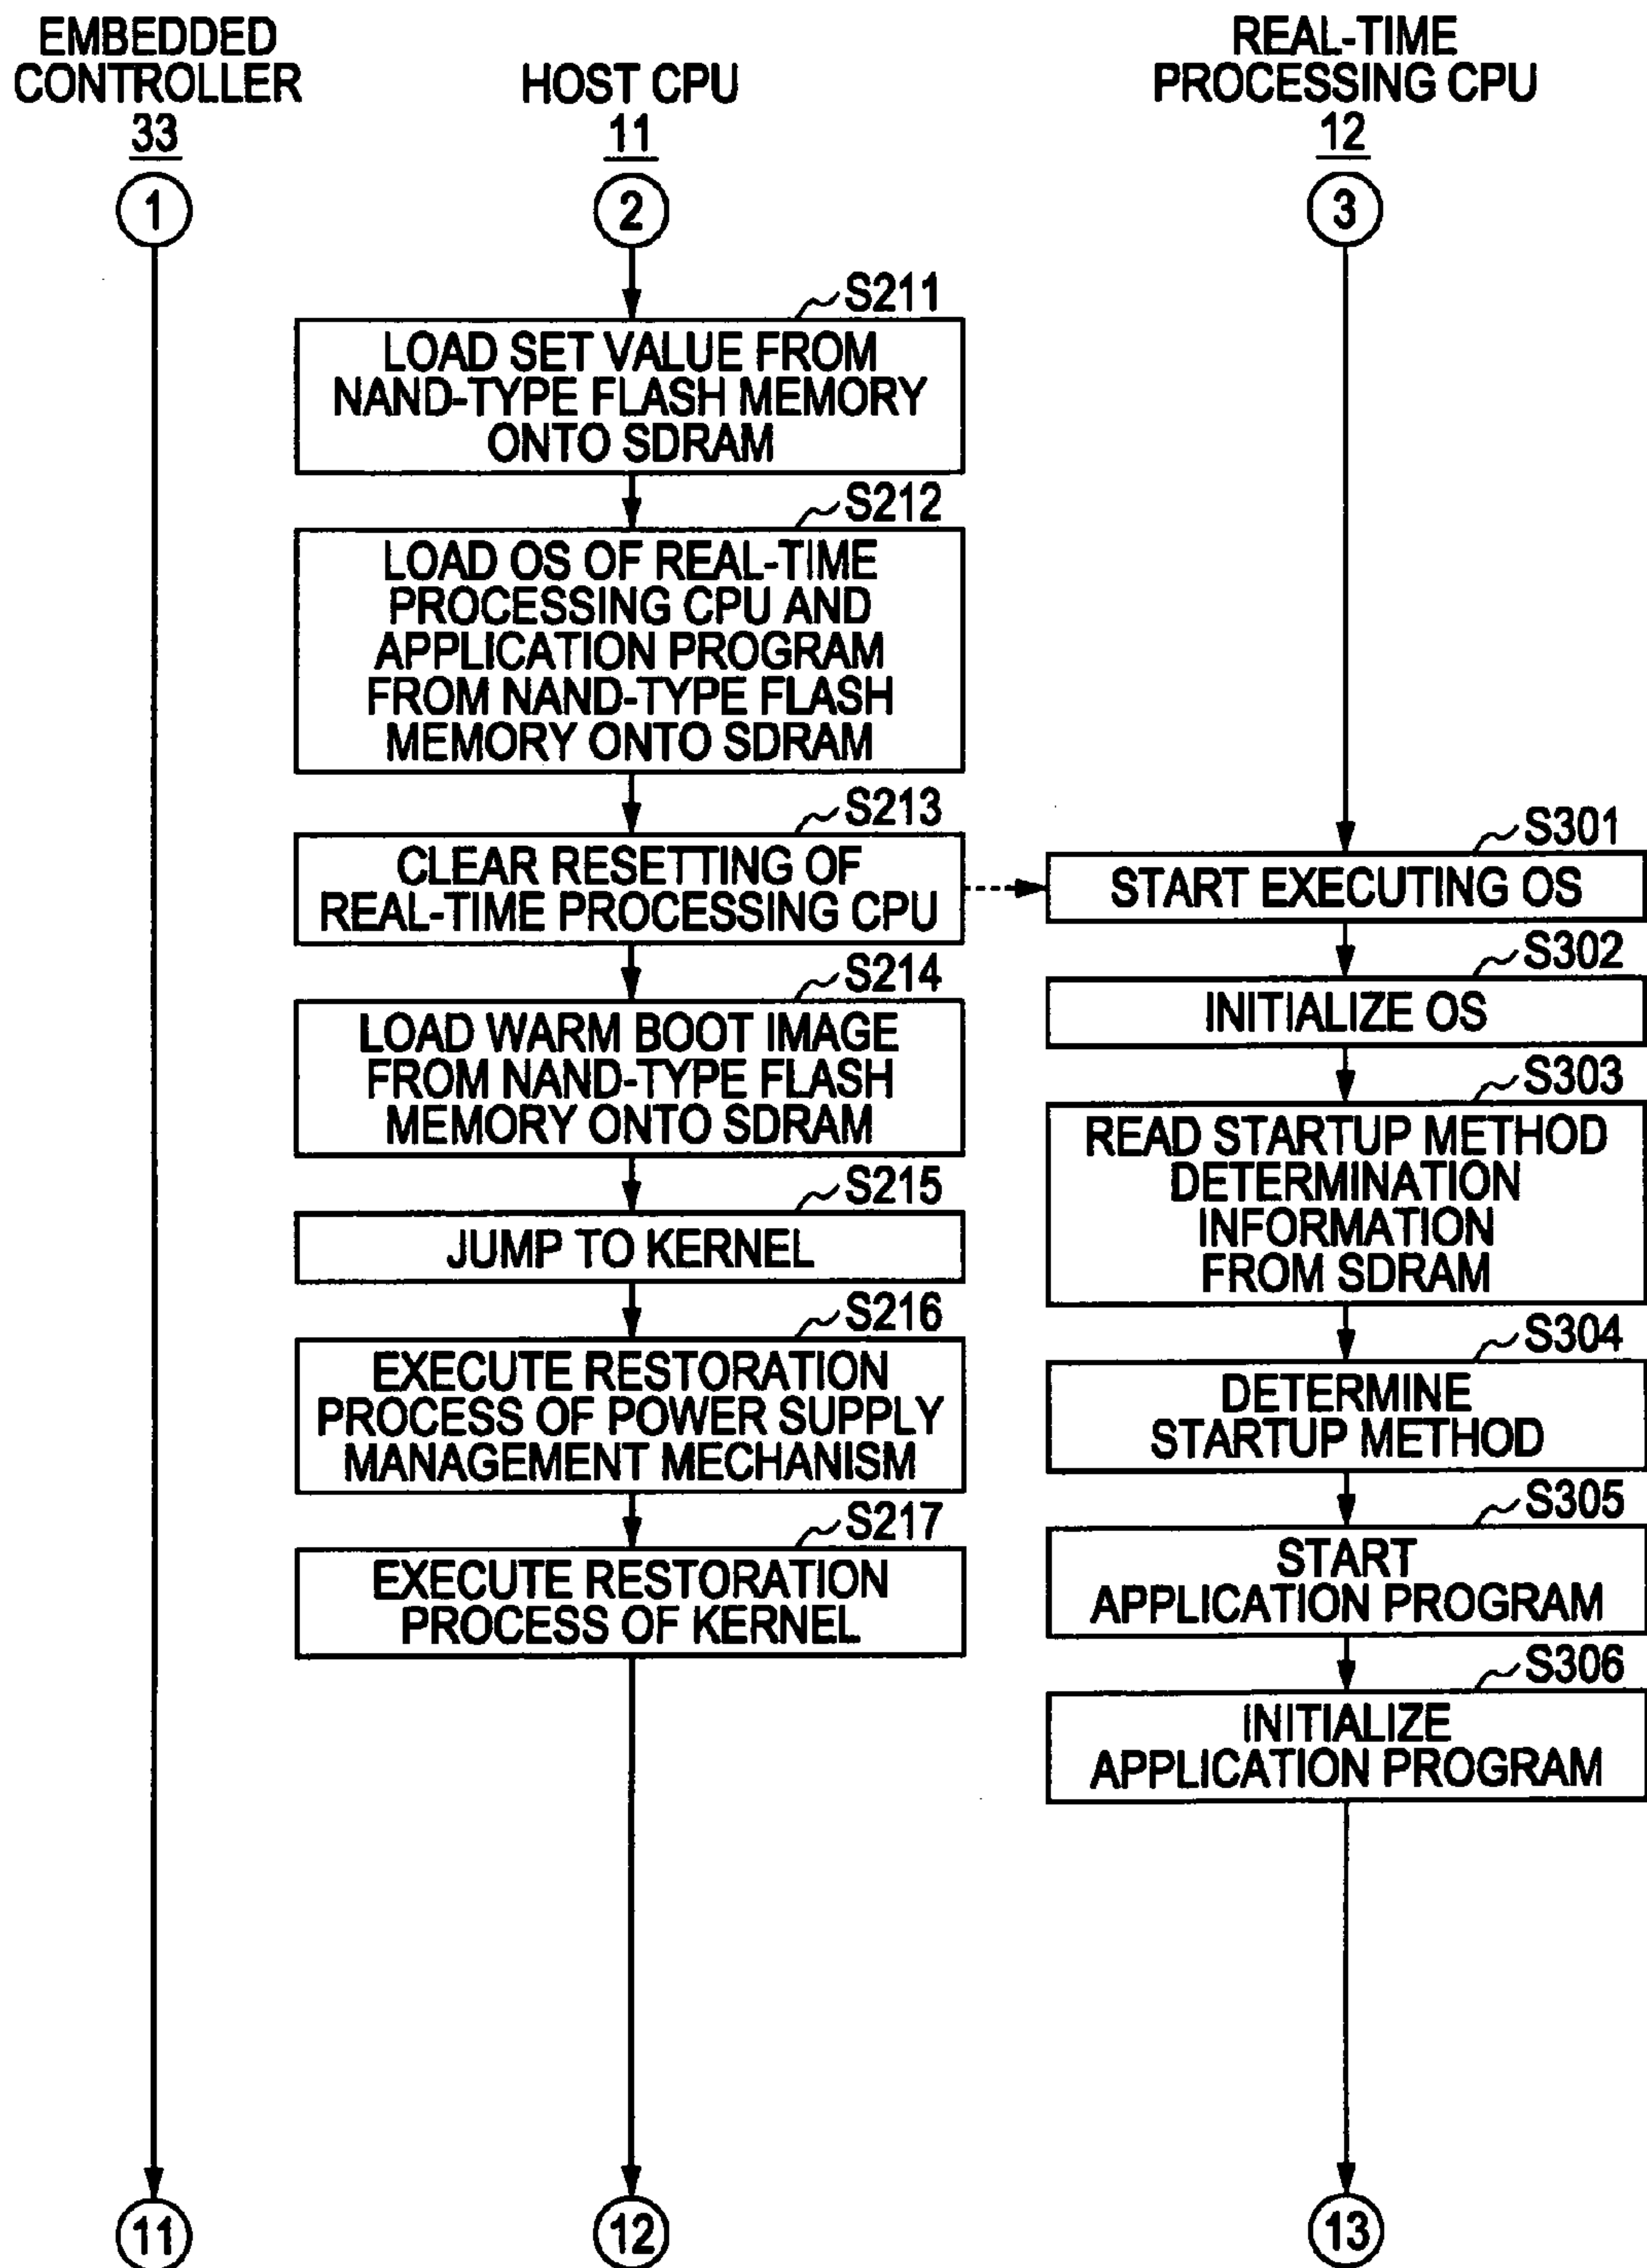 EMBEDDED
CONTROLLER
33
1
HOST CPU
11
2
REAL-TIME
PROCESSING CPU
12
3
S211
LOAD SET VALUE FROM
NAND-TYPE FLASH MEMORY
ONTO SDRAM
S212
LOAD OS OF REAL-TIME
PROCESSING CPU AND
APPLICATION PROGRAM
FROM NAND-TYPE FLASH
MEMORY ONTO SDRAM
S213
CLEAR RESETTING OF
REAL-TIME PROCESSING CPU
S214
LOAD WARM BOOT IMAGE
FROM NAND-TYPE FLASH
MEMORY ONTO SDRAM
S215
JUMP TO KERNEL
S216
EXECUTE RESTORATION
PROCESS OF POWER SUPPLY
MANAGEMENT MECHANISM
S217
EXECUTE RESTORATION
PROCESS OF KERNEL
S301
START EXECUTING OS
S302
INITIALIZE OS
S303
READ STARTUP METHOD
DETERMINATION
INFORMATION
FROM SDRAM
S304
DETERMINE
STARTUP METHOD
S305
START
APPLICATION PROGRAM
S306
INITIALIZE
APPLICATION PROGRAM
11
12
13